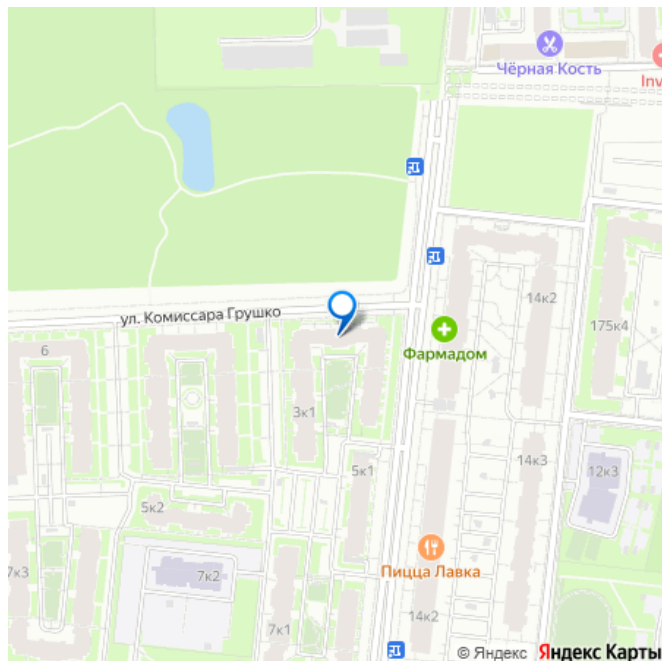 Чёрная Кость
Inv
ул. Комиссара Грушко
14к2
175к4
6
Фармадом
3к1
5к1
14к3
12к3
5к2
7к3
7к2
Пицца Лавка
14к2
7к1
© Яндекс Яндекс Карты